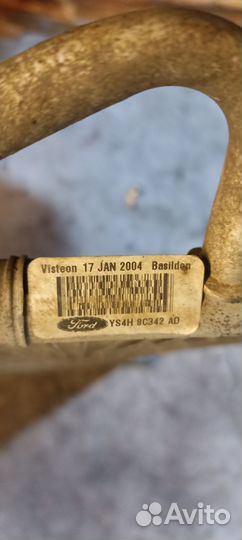 Visteon 17 JAN 2004 Basildon
Ford YS4H 8C342 AD
Avito